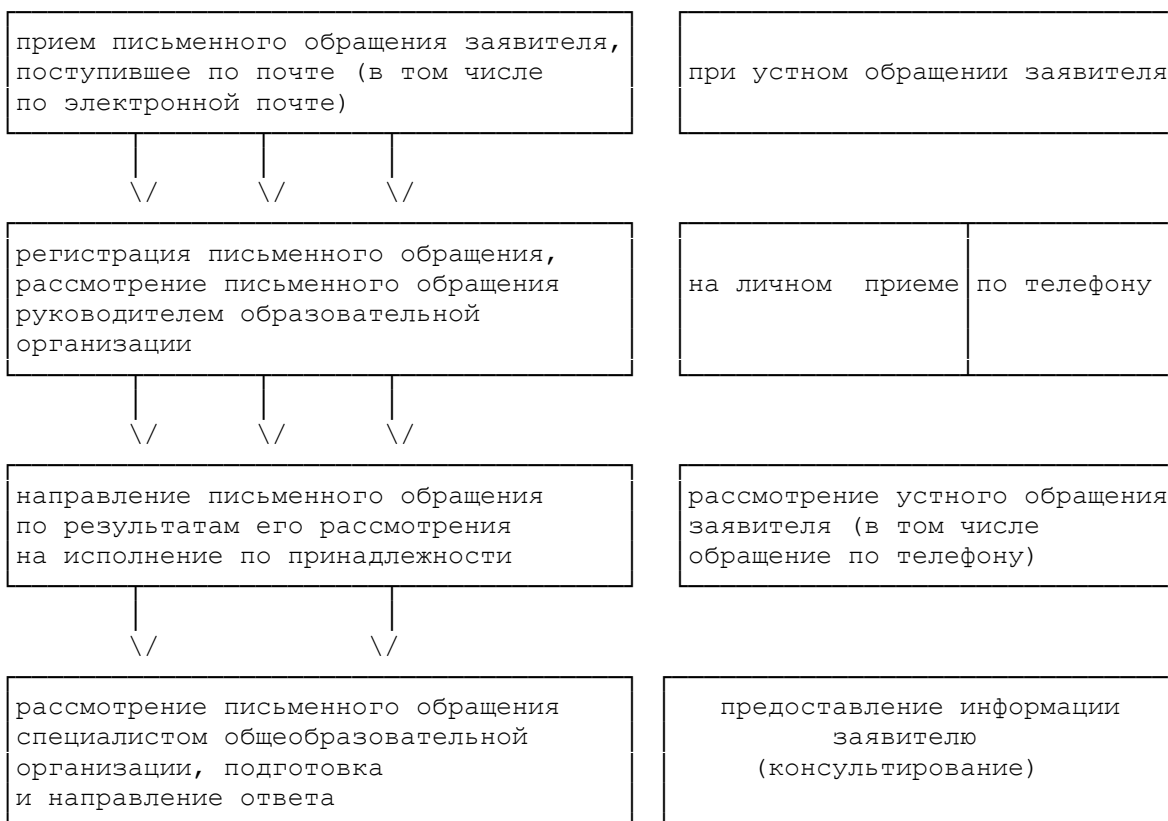 прием письменного обращения заявителя,
поступившее по почте (в том числе
по электронной почте)
при устном обращении заявителя
регистрация письменного обращения,
рассмотрение письменного обращения
руководителем образовательной
организации
на личном приеме
по телефону
направление письменного обращения
по результатам его рассмотрения
на исполнение по принадлежности
рассмотрение устного обращения
заявителя (в том числе
обращение по телефону)
рассмотрение письменного обращения
специалистом общеобразовательной
организации, подготовка
и направление ответа
предоставление информации
заявителю
(консультирование)